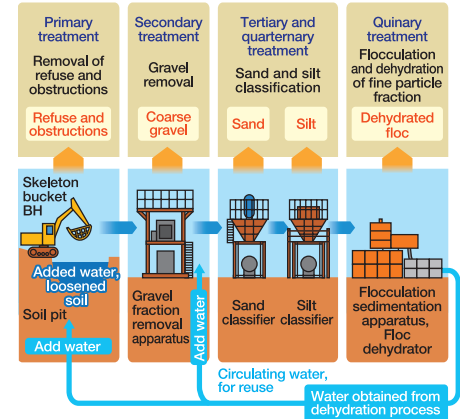 Primary
treatment
Removal of
refuse and
obstructions
Refuse and
obstructions
Secondary
treatment
Gravel
removal
Coarse
gravel
Tertiary and
quarternary
treatment
Sand and silt
classification
Sand
Silt
Quinary
treatment
Flocculation
and dehydration
of fine particle
fraction
Dehydrated
floc
Skeleton
bucket
BH
Added water,
loosened
soil
Soil pit
Add water
Gravel
fraction
removal
apparatus
Add water
Sand
classifier
Silt
classifier
Flocculation
sedimentation
apparatus,
Floc
dehydrator
Circulating water,
for reuse
Water obtained from
dehydration process